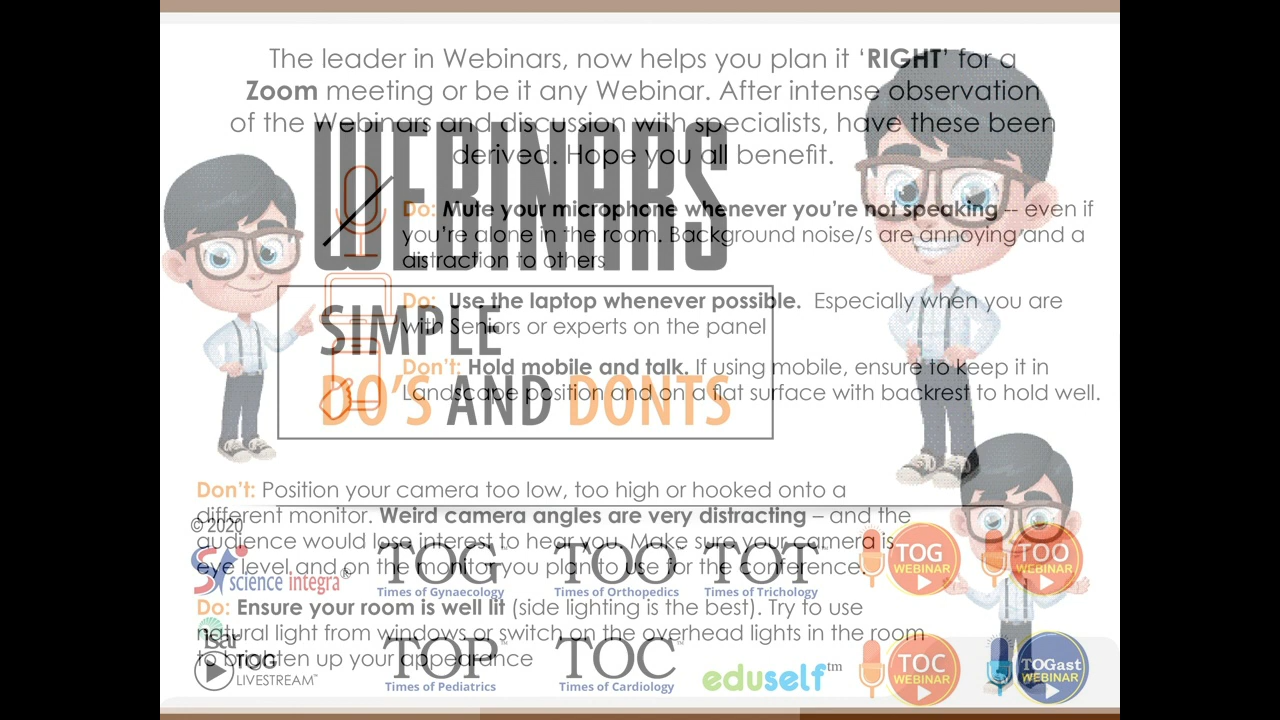 The leader in Webinars, now helps you plan it ‘RIGHT’ for a
Zoom meeting or be it any Webinar. After intense observation
of the Webinars and discussion with specialists, have these been
derived. Hope you all benefit.
WEBINARS
SIMPLE
DO’S AND DONTS
Do: Mute your microphone whenever you’re not speaking -- even if
you’re alone in the room. Background noise/s are annoying and a
distraction to others
Do: Use the laptop whenever possible. Especially when you are
with Seniors or experts on the panel
Don’t: Hold mobile and talk. If using mobile, ensure to keep it in
Landscape position and on a flat surface with backrest to hold well.
Don’t: Position your camera too low, too high or hooked onto a
different monitor. Weird camera angles are very distracting – and the
audience would lose interest to hear you. Make sure your camera is
eye level and on the monitor you plan to use for the conference.
Do: Ensure your room is well lit (side lighting is the best). Try to use
natural light from windows or switch on the overhead lights in the room
to brighten up your appearance
© 2020
science integra®
TOG™
Times of Gynaecology
TOO™
Times of Orthopedics
TOT™
Times of Trichology
TOG
WEBINAR
TOO
WEBINAR
TOG
LIVESTREAM™
TOP™
Times of Pediatrics
TOC™
Times of Cardiology
eduself™
TOC
WEBINAR
TOGast
WEBINAR